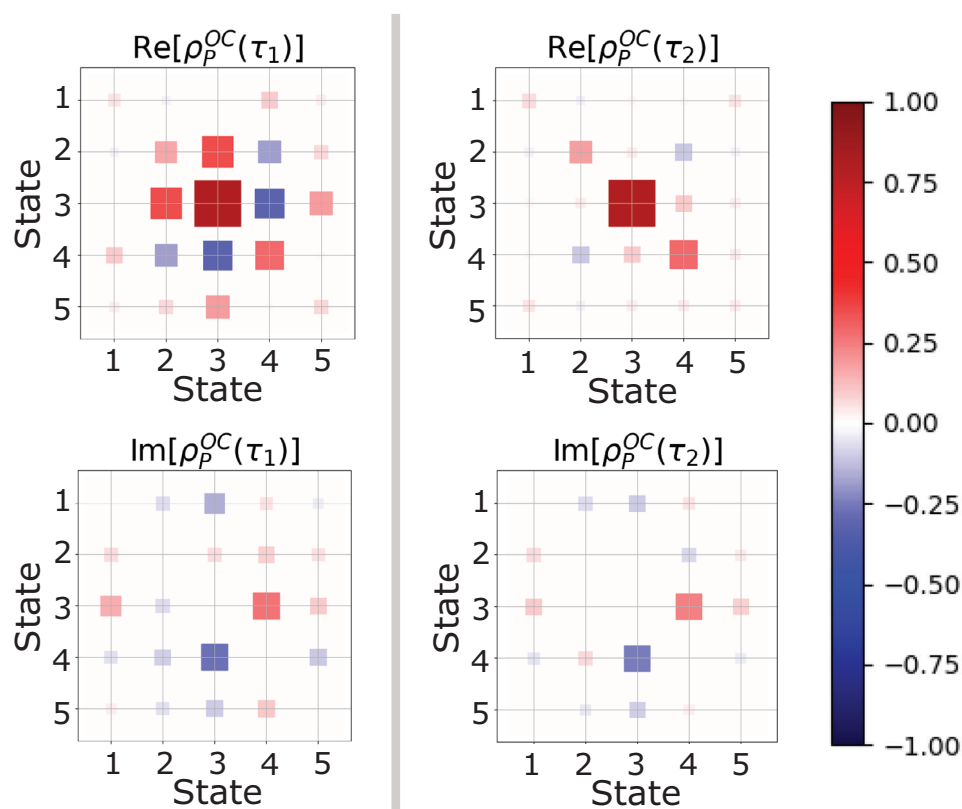 Re[ρ_P^{OC}(τ_1)]
1
2
3
4
5
State
1 2 3 4 5
State
Re[ρ_P^{OC}(τ_2)]
1
2
3
4
5
State
1 2 3 4 5
State
Im[ρ_P^{OC}(τ_1)]
1
2
3
4
5
State
1 2 3 4 5
State
Im[ρ_P^{OC}(τ_2)]
1
2
3
4
5
State
1 2 3 4 5
State
1.00
0.75
0.50
0.25
0.00
−0.25
−0.50
−0.75
−1.00